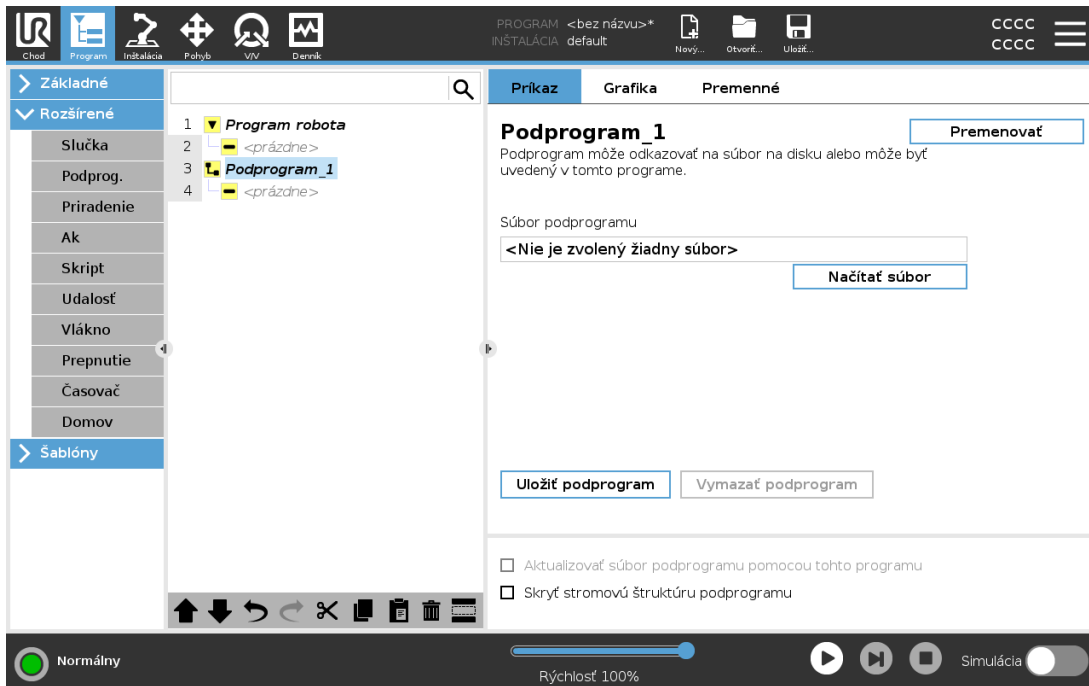 PROGRAM <bez názvu>*
INŠTALÁCIA default
Chod
Program
Inštalácia
Pohyb
V/V
Denník
Nový...
Otvoriť...
Uložiť...
CCCC
CCCC
Základné
Rozšírené
Slučka
Podprog.
Priradenie
Ak
Skript
Udalosť
Vlákno
Prepnutie
Časovač
Domov
Šablóny
1 Program robota
2 <prázdne>
3 Podprogram_1
4 <prázdne>
Príkaz Grafika Premenné
Podprogram_1
Premenovať
Podprogram môže odkazovať na súbor na disku alebo môže byť
uvedený v tomto programe.
Súbor podprogramu
<Nie je zvolený žiadny súbor>
Načítať súbor
Uložiť podprogram
Vymazať podprogram
Aktualizovať súbor podprogramu pomocou tohto programu
Skryť stromovú štruktúru podprogramu
Normálny
Rýchlosť 100%
Simulácia